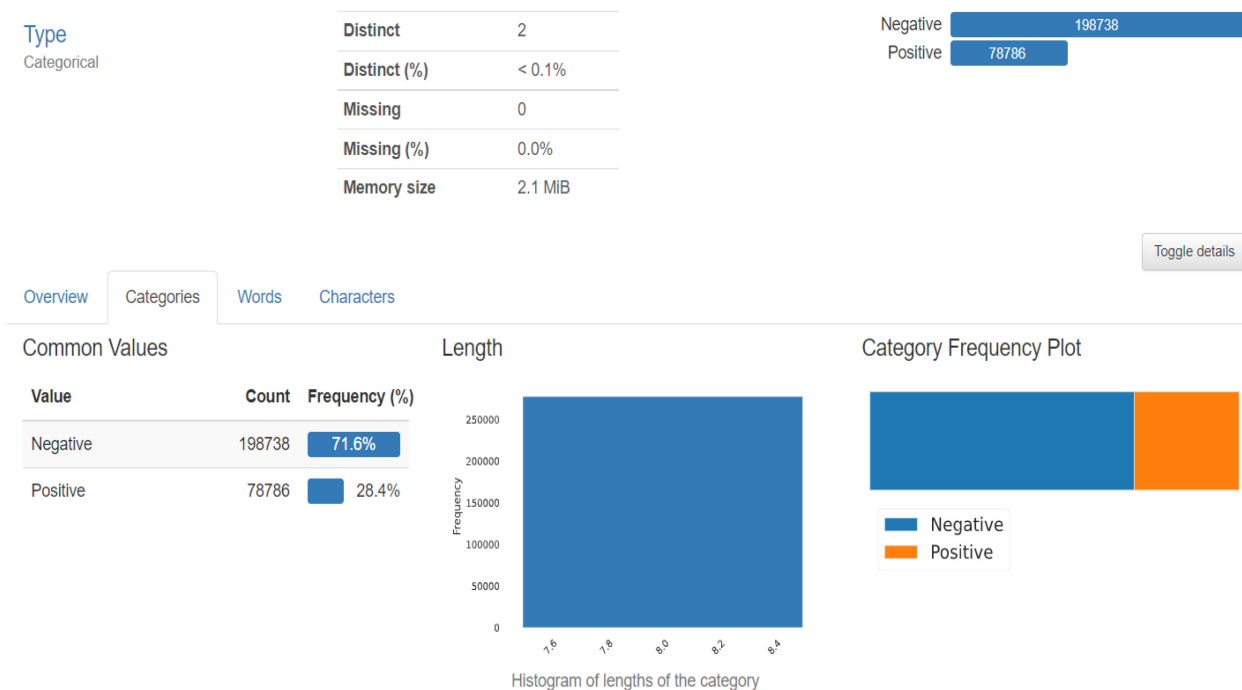 Type
Categorical
Distinct 2
Distinct (%) < 0.1%
Missing 0
Missing (%) 0.0%
Memory size 2.1 MiB
Negative 198738
Positive 78786
Toggle details
Overview Categories Words Characters
Common Values
Value Count Frequency (%)
Negative 198738 71.6%
Positive 78786 28.4%
Length
Frequency
250000
200000
150000
100000
50000
0
7.6 7.8 8.0 8.2 8.4
Histogram of lengths of the category
Category Frequency Plot
Negative
Positive